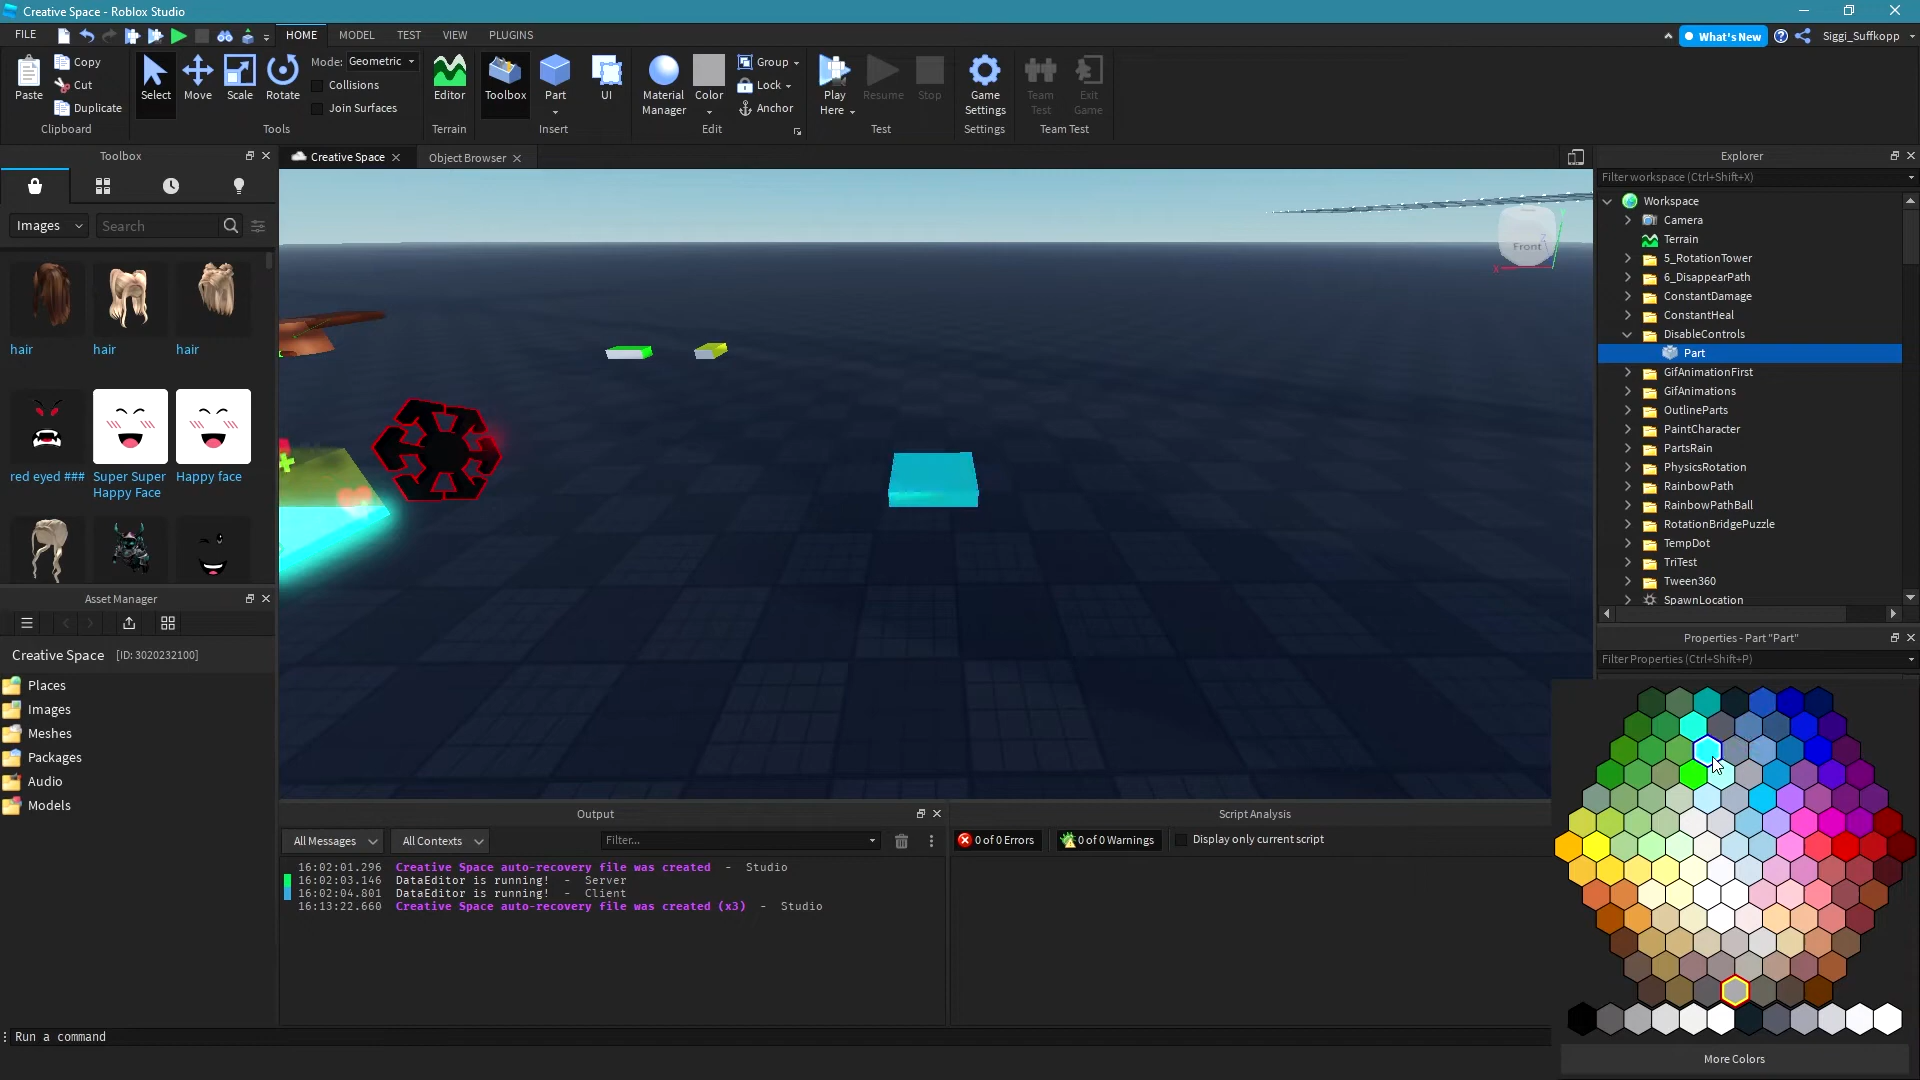 Creative Space - Roblox Studio
FILE
HOME
MODEL
TEST
VIEW
PLUGINS
What's New
Siggi_Suffkopp
Paste
Copy
Cut
Duplicate
Clipboard
Select
Move
Scale
Rotate
Mode: Geometric
Collisions
Join Surfaces
Tools
Editor
Terrain
Toolbox
Part
UI
Insert
Material
Manager
Color
Group
Lock
Anchor
Edit
Play
Here
Resume
Stop
Test
Game
Settings
Settings
Team
Test
Exit
Game
Team Test
Toolbox
Images
Search
hair
hair
hair
red eyed ###
Super Super
Happy Face
Happy face
Asset Manager
Creative Space [ID: 3020232100]
Places
Images
Meshes
Packages
Audio
Models
Creative Space
Object Browser
Front
Z
X
Output
All Messages
All Contexts
Filter...
16:02:01.296 Creative Space auto-recovery file was created - Studio
16:02:03.146 DataEditor is running! - Server
16:02:04.801 DataEditor is running! - Client
16:13:22.660 Creative Space auto-recovery file was created (x3) - Studio
Script Analysis
0 of 0 Errors
0 of 0 Warnings
Display only current script
Run a command
Explorer
Filter workspace (Ctrl+Shift+X)
Workspace
Camera
Terrain
5_RotationTower
6_DisappearPath
ConstantDamage
ConstantHeal
DisableControls
Part
GifAnimationFirst
GifAnimations
OutlineParts
PaintCharacter
PartsRain
PhysicsRotation
RainbowPath
RainbowPathBall
RotationBridgePuzzle
TempDot
TriTest
Tween360
SpawnLocation
Properties - Part "Part"
Filter Properties (Ctrl+Shift+P)
More Colors